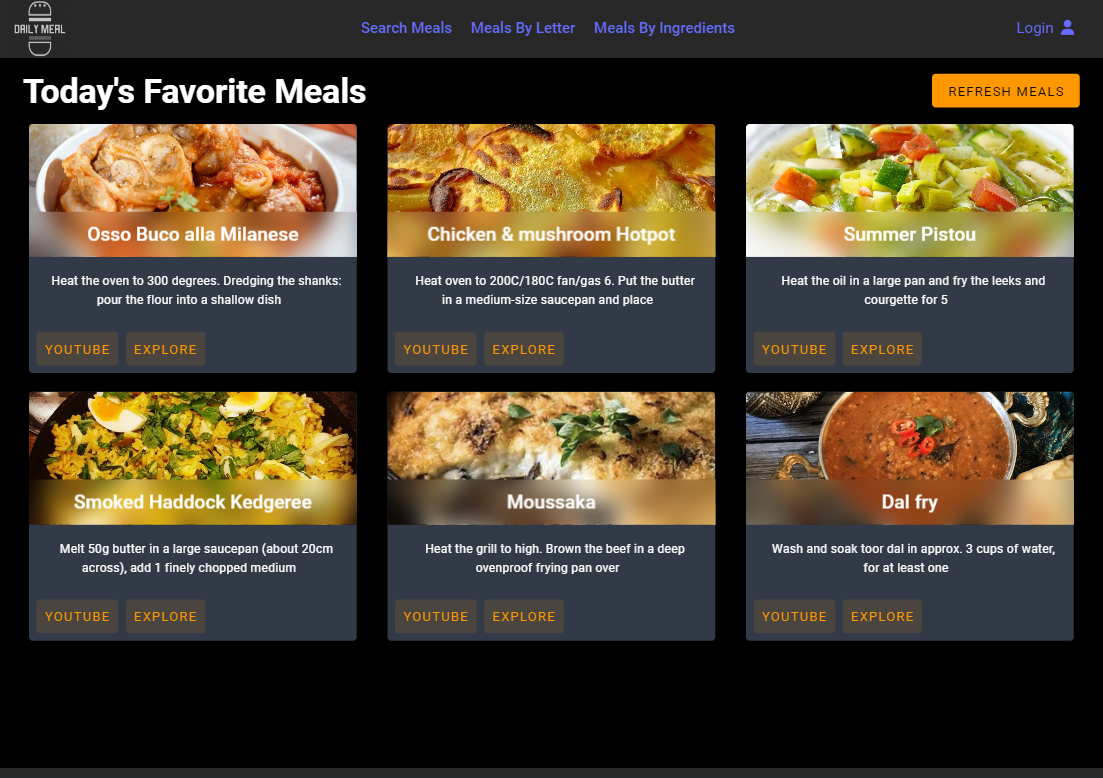 DAILY MEAL
Search Meals
Meals By Letter
Meals By Ingredients
Login
Today's Favorite Meals
REFRESH MEALS
Osso Buco alla Milanese
Heat the oven to 300 degrees. Dredging the shanks:
pour the flour into a shallow dish
YOUTUBE
EXPLORE
Chicken & mushroom Hotpot
Heat oven to 200C/180C fan/gas 6. Put the butter
in a medium-size saucepan and place
YOUTUBE
EXPLORE
Summer Pistou
Heat the oil in a large pan and fry the leeks and
courgette for 5
YOUTUBE
EXPLORE
Smoked Haddock Kedgeree
Melt 50g butter in a large saucepan (about 20cm
across), add 1 finely chopped medium
YOUTUBE
EXPLORE
Moussaka
Heat the grill to high. Brown the beef in a deep
ovenproof frying pan over
YOUTUBE
EXPLORE
Dal fry
Wash and soak toor dal in approx. 3 cups of water,
for at least one
YOUTUBE
EXPLORE